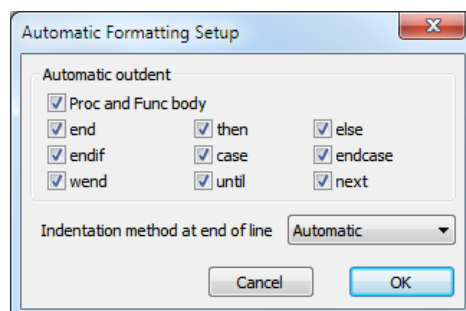 Automatic Formatting Setup
Automatic outdent
Proc and Func body
end then else
endif case endcase
wend until next
Indentation method at end of line Automatic
Cancel OK